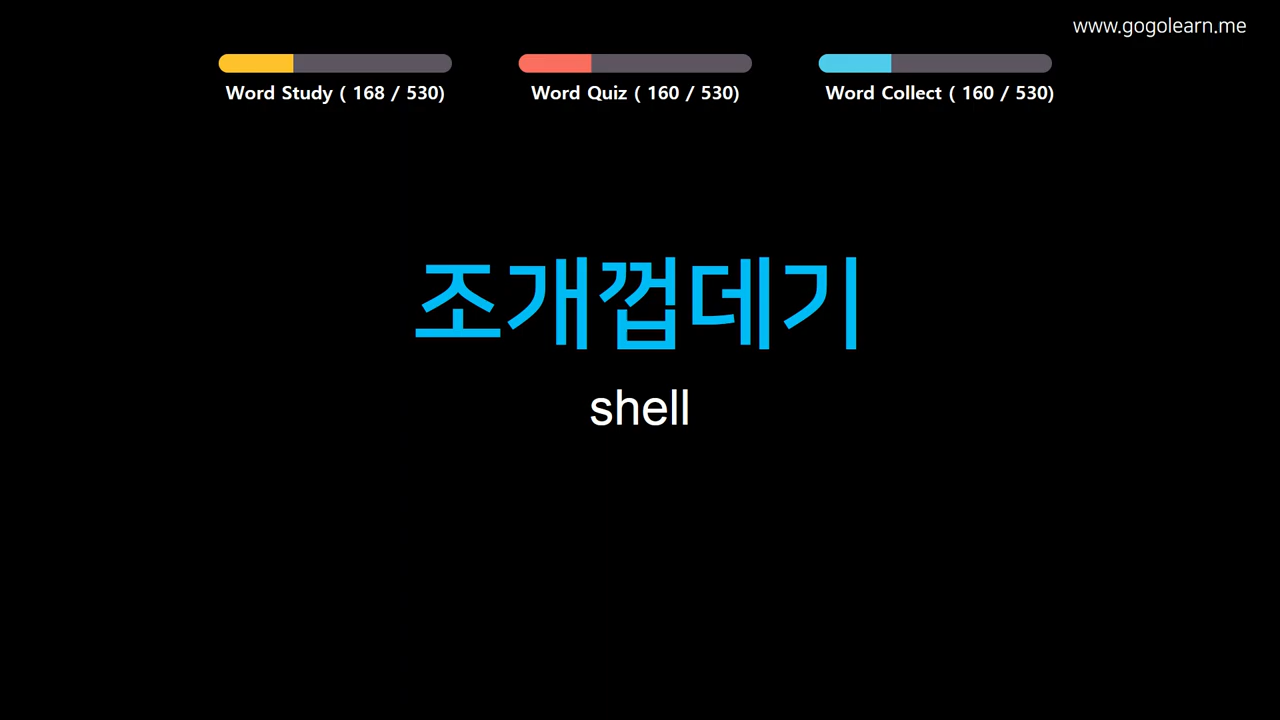 www.gogolearn.me
Word Study ( 168 / 530)
Word Quiz ( 160 / 530)
Word Collect ( 160 / 530)
조개껍데기
shell